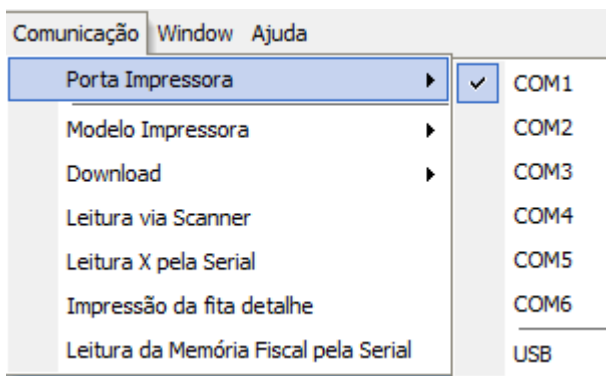 Comunicação Window Ajuda
Porta Impressora
Modelo Impressora
Download
Leitura via Scanner
Leitura X pela Serial
Impressão da fita detalhe
Leitura da Memória Fiscal pela Serial
COM1
COM2
COM3
COM4
COM5
COM6
USB